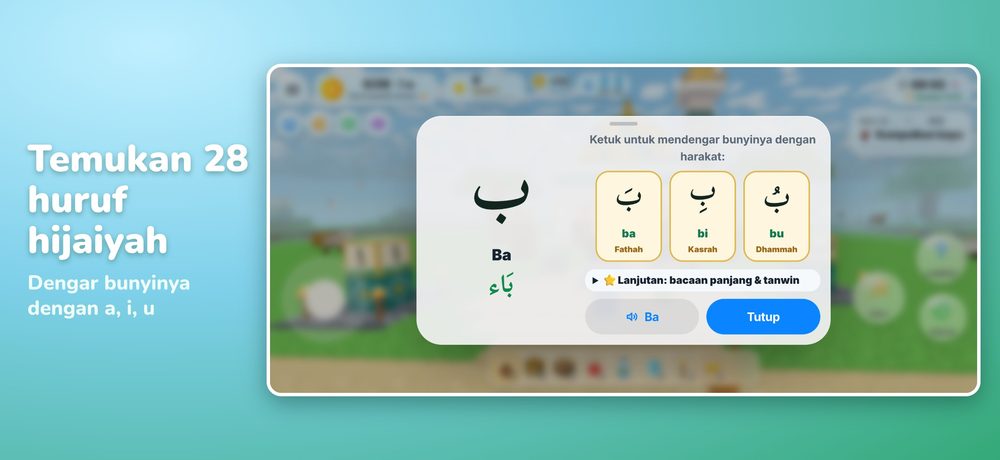 Temukan 28
huruf
hijaiyah
Dengar bunyinya
dengan a, i, u
ب
Ba
بَاء
Ketuk untuk mendengar bunyinya dengan
harakat:
بَ بِ بُ
ba bi bu
Fathah Kasrah Dhammah
▶ ⭐ Lanjutan: bacaan panjang & tanwin
Ba Tutup